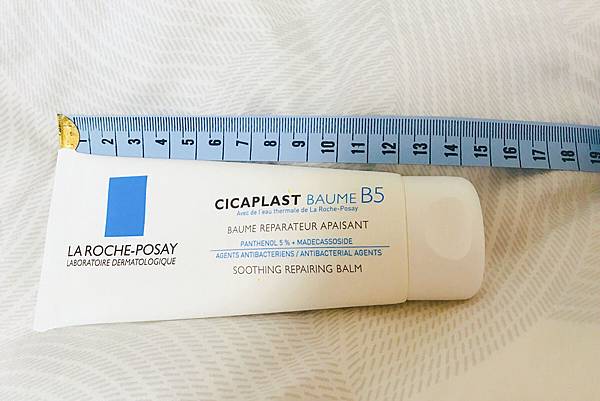 1 2 3 4 5 6 7 8 9 10 11 12 13 14 15 16 17 18 19
CICAPLAST BAUME B5
Avec de l'eau thermale de La Roche-Posay
BAUME REPARATEUR APAISANT
PANTHENOL 5 % + MADECASSOSIDE
AGENTS ANTIBACTERIENS / ANTIBACTERIAL AGENTS
SOOTHING REPAIRING BALM
LA ROCHE-POSAY
LABORATOIRE DERMATOLOGIQUE